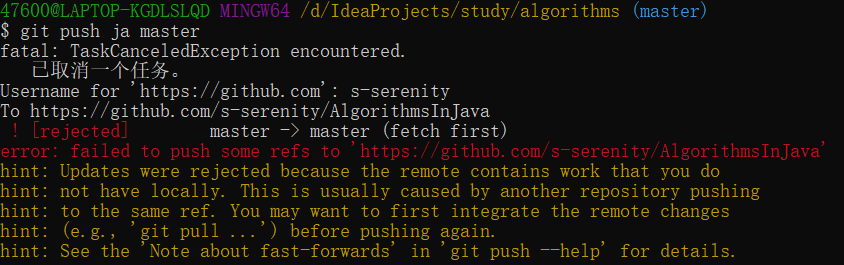 47600@LAPTOP-KGDLSLQD MINGW64 /d/IdeaProjects/study/algorithms (master)
$ git push ja master
fatal: TaskCanceledException encountered.
   已取消一个任务。
Username for 'https://github.com': s-serenity
To https://github.com/s-serenity/AlgorithmsInJava
 ! [rejected]        master -> master (fetch first)
error: failed to push some refs to 'https://github.com/s-serenity/AlgorithmsInJava'
hint: Updates were rejected because the remote contains work that you do
hint: not have locally. This is usually caused by another repository pushing
hint: to the same ref. You may want to first integrate the remote changes
hint: (e.g., 'git pull ...') before pushing again.
hint: See the 'Note about fast-forwards' in 'git push --help' for details.